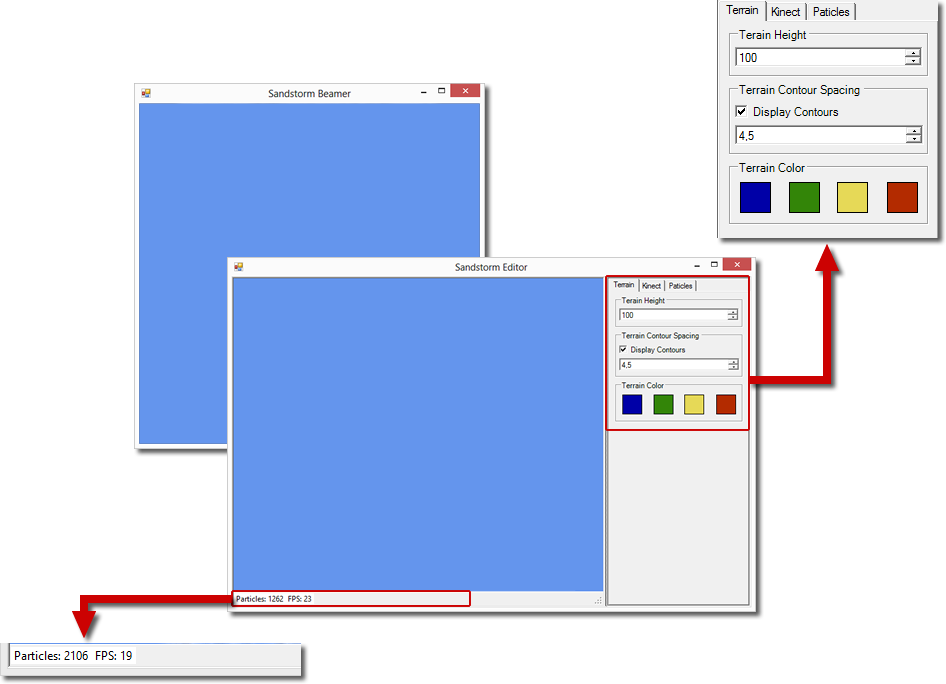 Terrain Kinect Paticles
Terain Height
100
Terrain Contour Spacing
Display Contours
4,5
Terrain Color
Sandstorm Beamer
Sandstorm Editor
Terrain Kinect Paticles
Terain Height
100
Terrain Contour Spacing
Display Contours
4,5
Terrain Color
Particles: 1262 FPS: 23
Particles: 2106 FPS: 19